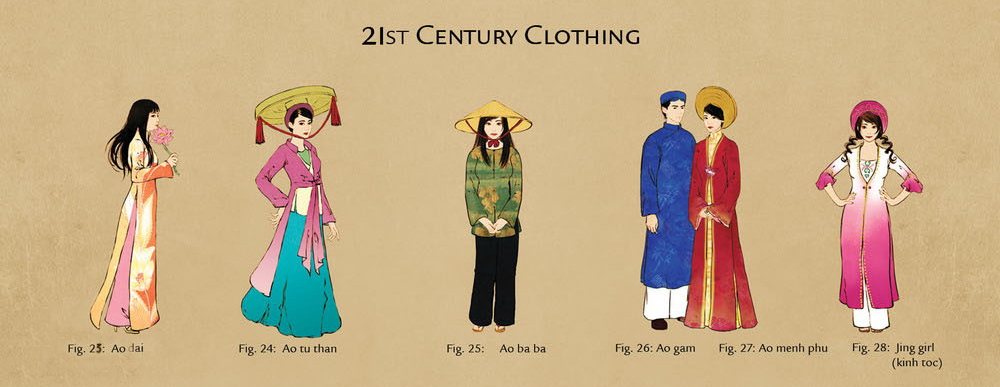 21st Century Clothing
Fig. 23: Ao dai
Fig. 24: Ao tu than
Fig. 25: Ao ba ba
Fig. 26: Ao gam
Fig. 27: Ao menh phu
Fig. 28: Jing girl
(kinh toc)